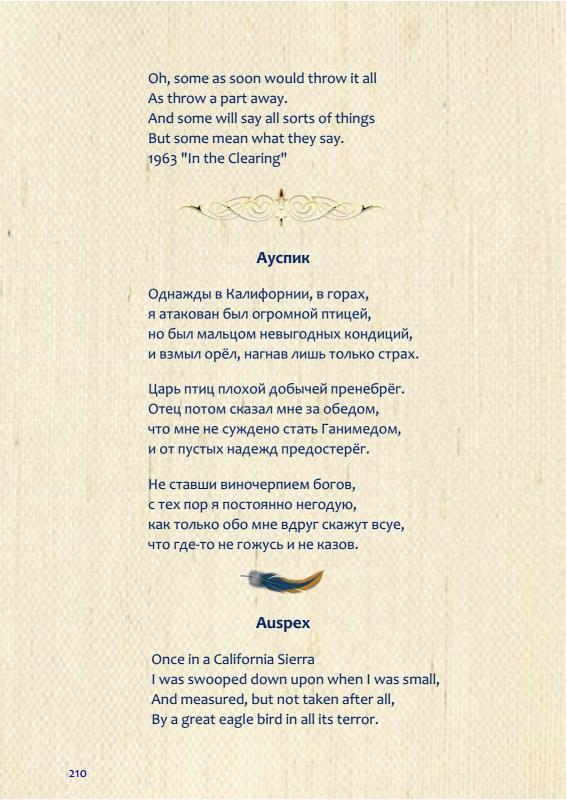 Oh, some as soon would throw it all
As throw a part away.
And some will say all sorts of things
But some mean what they say.
1963 "In the Clearing"
Ауспик
Однажды в Калифорнии, в горах,
я атакован был огромной птицей,
но был мальцом невыгодных кондиций,
и взмыл орёл, нагнав лишь только страх.
Царь птиц плохой добычей пренебрёг.
Отец потом сказал мне за обедом,
что мне не суждено стать Ганимедом,
и от пустых надежд предостерёг.
Не ставши виночерпием богов,
с тех пор я постоянно негодую,
как только обо мне вдруг скажут всуе,
что где-то не гожусь и не казов.
Auspex
Once in a California Sierra
I was swooped down upon when I was small,
And measured, but not taken after all,
By a great eagle bird in all its terror.
210